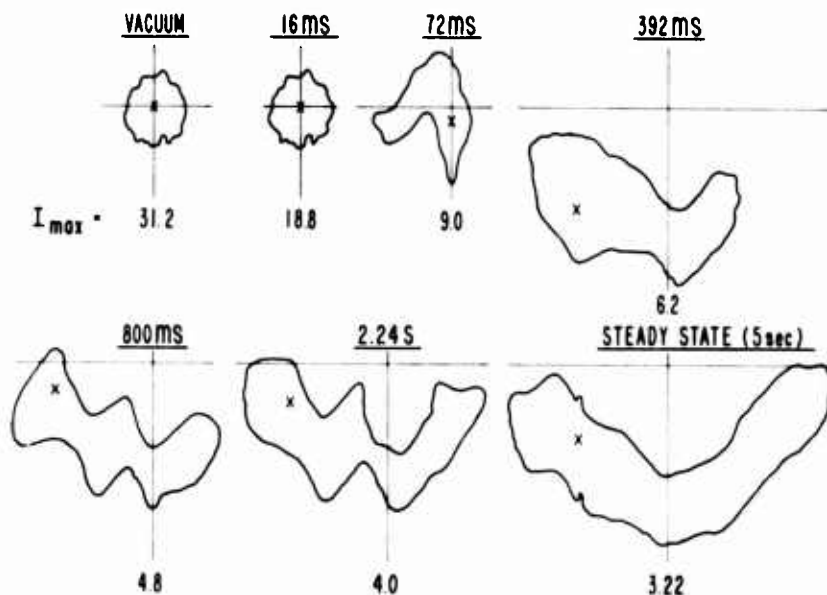 VACUUM 16MS 72MS 392MS
Imax = 31.2 18.8 9.0
6.2
800MS 2.24S STEADY STATE (5sec)
4.8 4.0 3.22